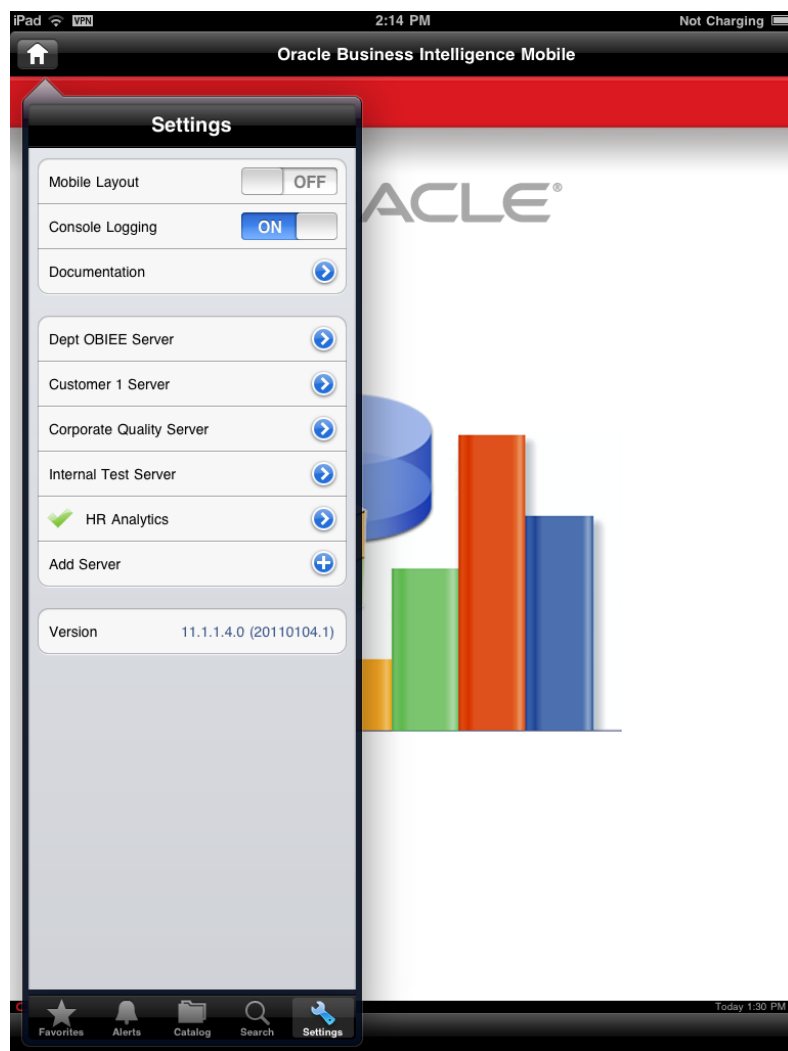 iPad VPN 2:14 PM Not Charging
Oracle Business Intelligence Mobile
Settings
Mobile Layout OFF
Console Logging ON
Documentation
Dept OBIEE Server
Customer 1 Server
Corporate Quality Server
Internal Test Server
HR Analytics
Add Server
Version 11.1.1.4.0 (20110104.1)
ACLE®
Today 1:30 PM
Favorites Alerts Catalog Search Settings